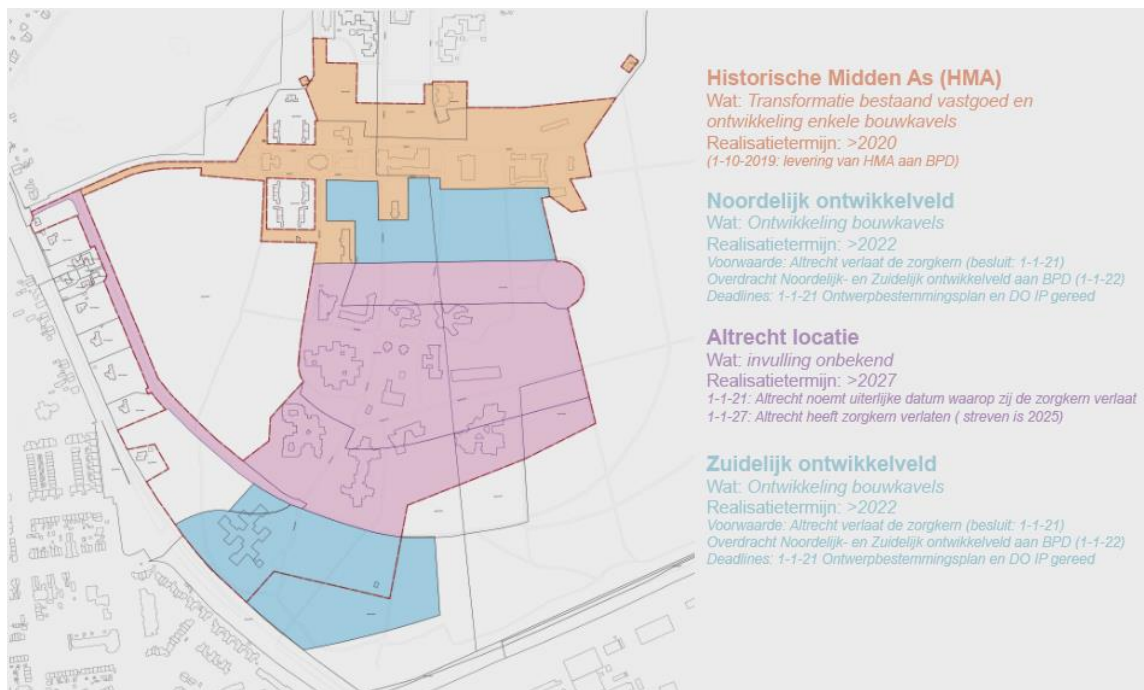 Historische Midden As (HMA)
Wat: Transformatie bestaand vastgoed en
ontwikkeling enkele bouwkavels
Realisatietermijn: >2020
(1-10-2019: levering van HMA aan BPD)
Noordelijk ontwikkelveld
Wat: Ontwikkeling bouwkavels
Realisatietermijn: >2022
Voorwaarde: Altrecht verlaat de zorgkern (besluit: 1-1-21)
Overdracht Noordelijk- en Zuidelijk ontwikkelveld aan BPD (1-1-22)
Deadlines: 1-1-21 Ontwerpbestemmingsplan en DO IP gereed
Altrecht locatie
Wat: invulling onbekend
Realisatietermijn: >2027
1-1-21: Altrecht noemt uiterlijke datum waarop zij de zorgkern verlaat
1-1-27: Altrecht heeft zorgkern verlaten ( streven is 2025)
Zuidelijk ontwikkelveld
Wat: Ontwikkeling bouwkavels
Realisatietermijn: >2022
Voorwaarde: Altrecht verlaat de zorgkern (besluit: 1-1-21)
Overdracht Noordelijk- en Zuidelijk ontwikkelveld aan BPD (1-1-22)
Deadlines: 1-1-21 Ontwerpbestemmingsplan en DO IP gereed